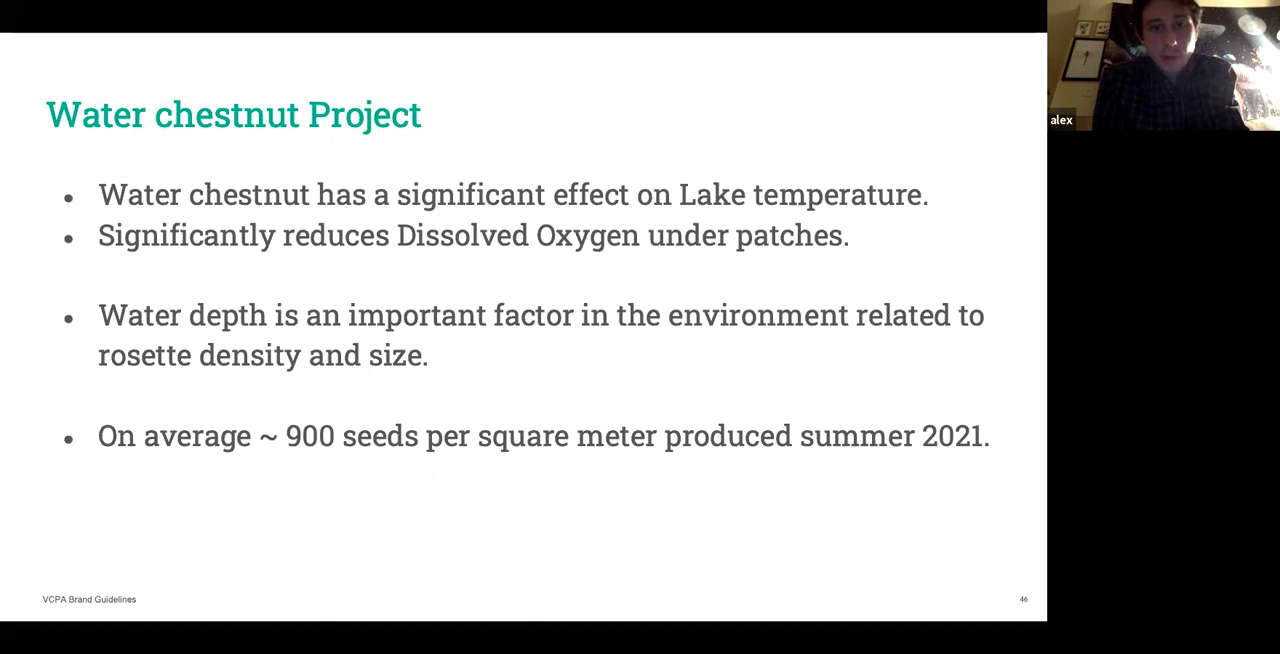 Water chestnut Project
• Water chestnut has a significant effect on Lake temperature.
• Significantly reduces Dissolved Oxygen under patches.
• Water depth is an important factor in the environment related to
rosette density and size.
• On average ~ 900 seeds per square meter produced summer 2021.
VCPA Brand Guidelines
46
alex